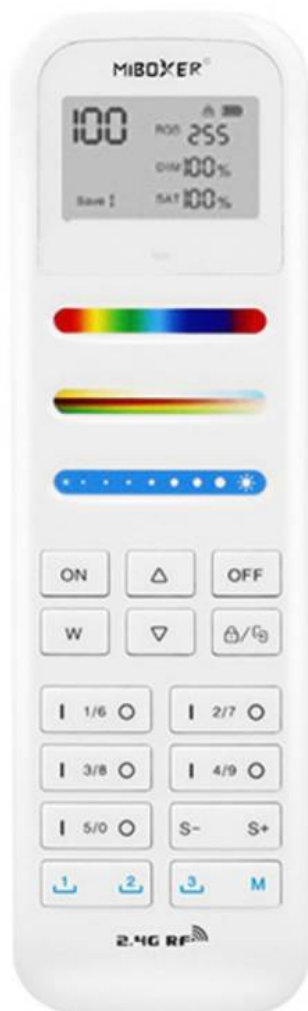 MIBOXER®
100 RGB 255
DIM 100%
Save 1 SAT 100%
ON OFF
W
1/6 2/7
3/8 4/9
5/0 S- S+
1 2 3 M
2.4G RF